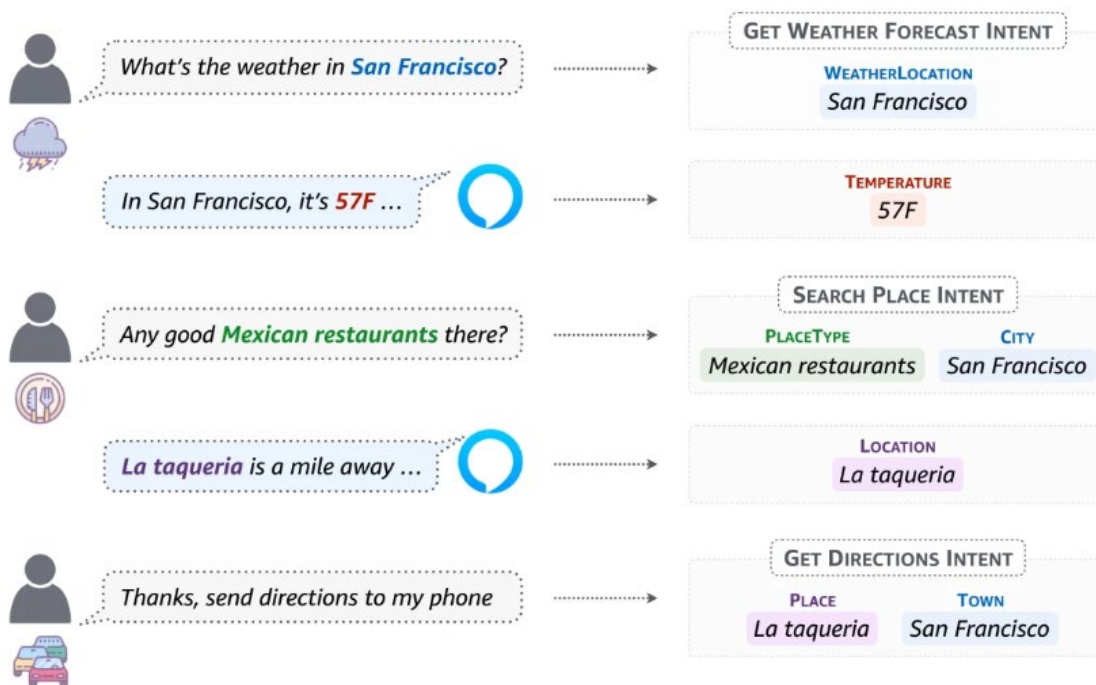 GET WEATHER FORECAST INTENT
What's the weather in San Francisco?
WEATHERLOCATION
San Francisco
In San Francisco, it's 57F ...
TEMPERATURE
57F
SEARCH PLACE INTENT
Any good Mexican restaurants there?
PLACETYPE CITY
Mexican restaurants San Francisco
La taqueria is a mile away ...
LOCATION
La taqueria
GET DIRECTIONS INTENT
Thanks, send directions to my phone
PLACE TOWN
La taqueria San Francisco